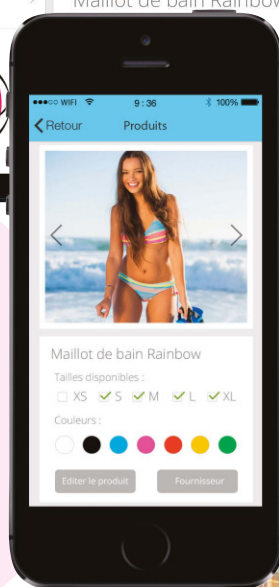 Maillot de bain Rainbow
WIFI 9:36 100%
Retour Produits
Maillot de bain Rainbow
Tailles disponibles :
XS S M L XL
Couleurs :
Editer le produit Fournisseur